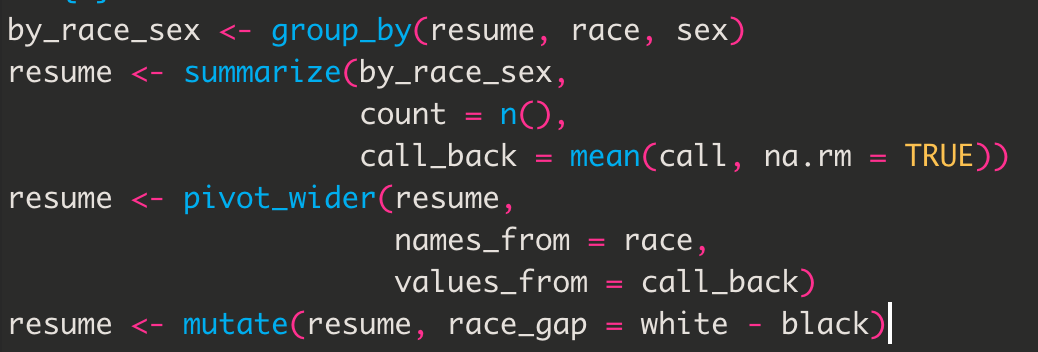 by_race_sex <- group_by(resume, race, sex)
resume <- summarize(by_race_sex,
                    count = n(),
                    call_back = mean(call, na.rm = TRUE))
resume <- pivot_wider(resume,
                      names_from = race,
                      values_from = call_back)
resume <- mutate(resume, race_gap = white - black)